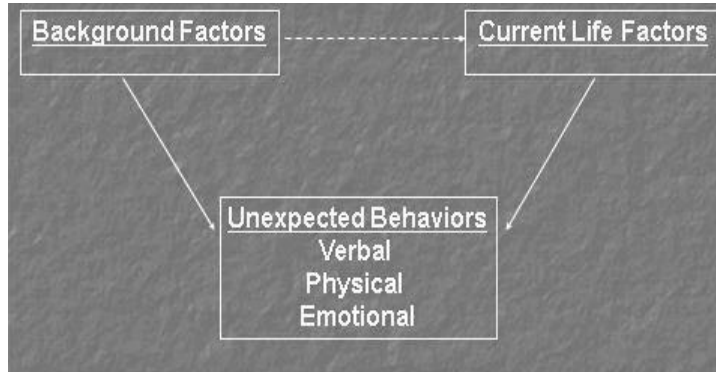 Background Factors
Current Life Factors
Unexpected Behaviors
Verbal
Physical
Emotional